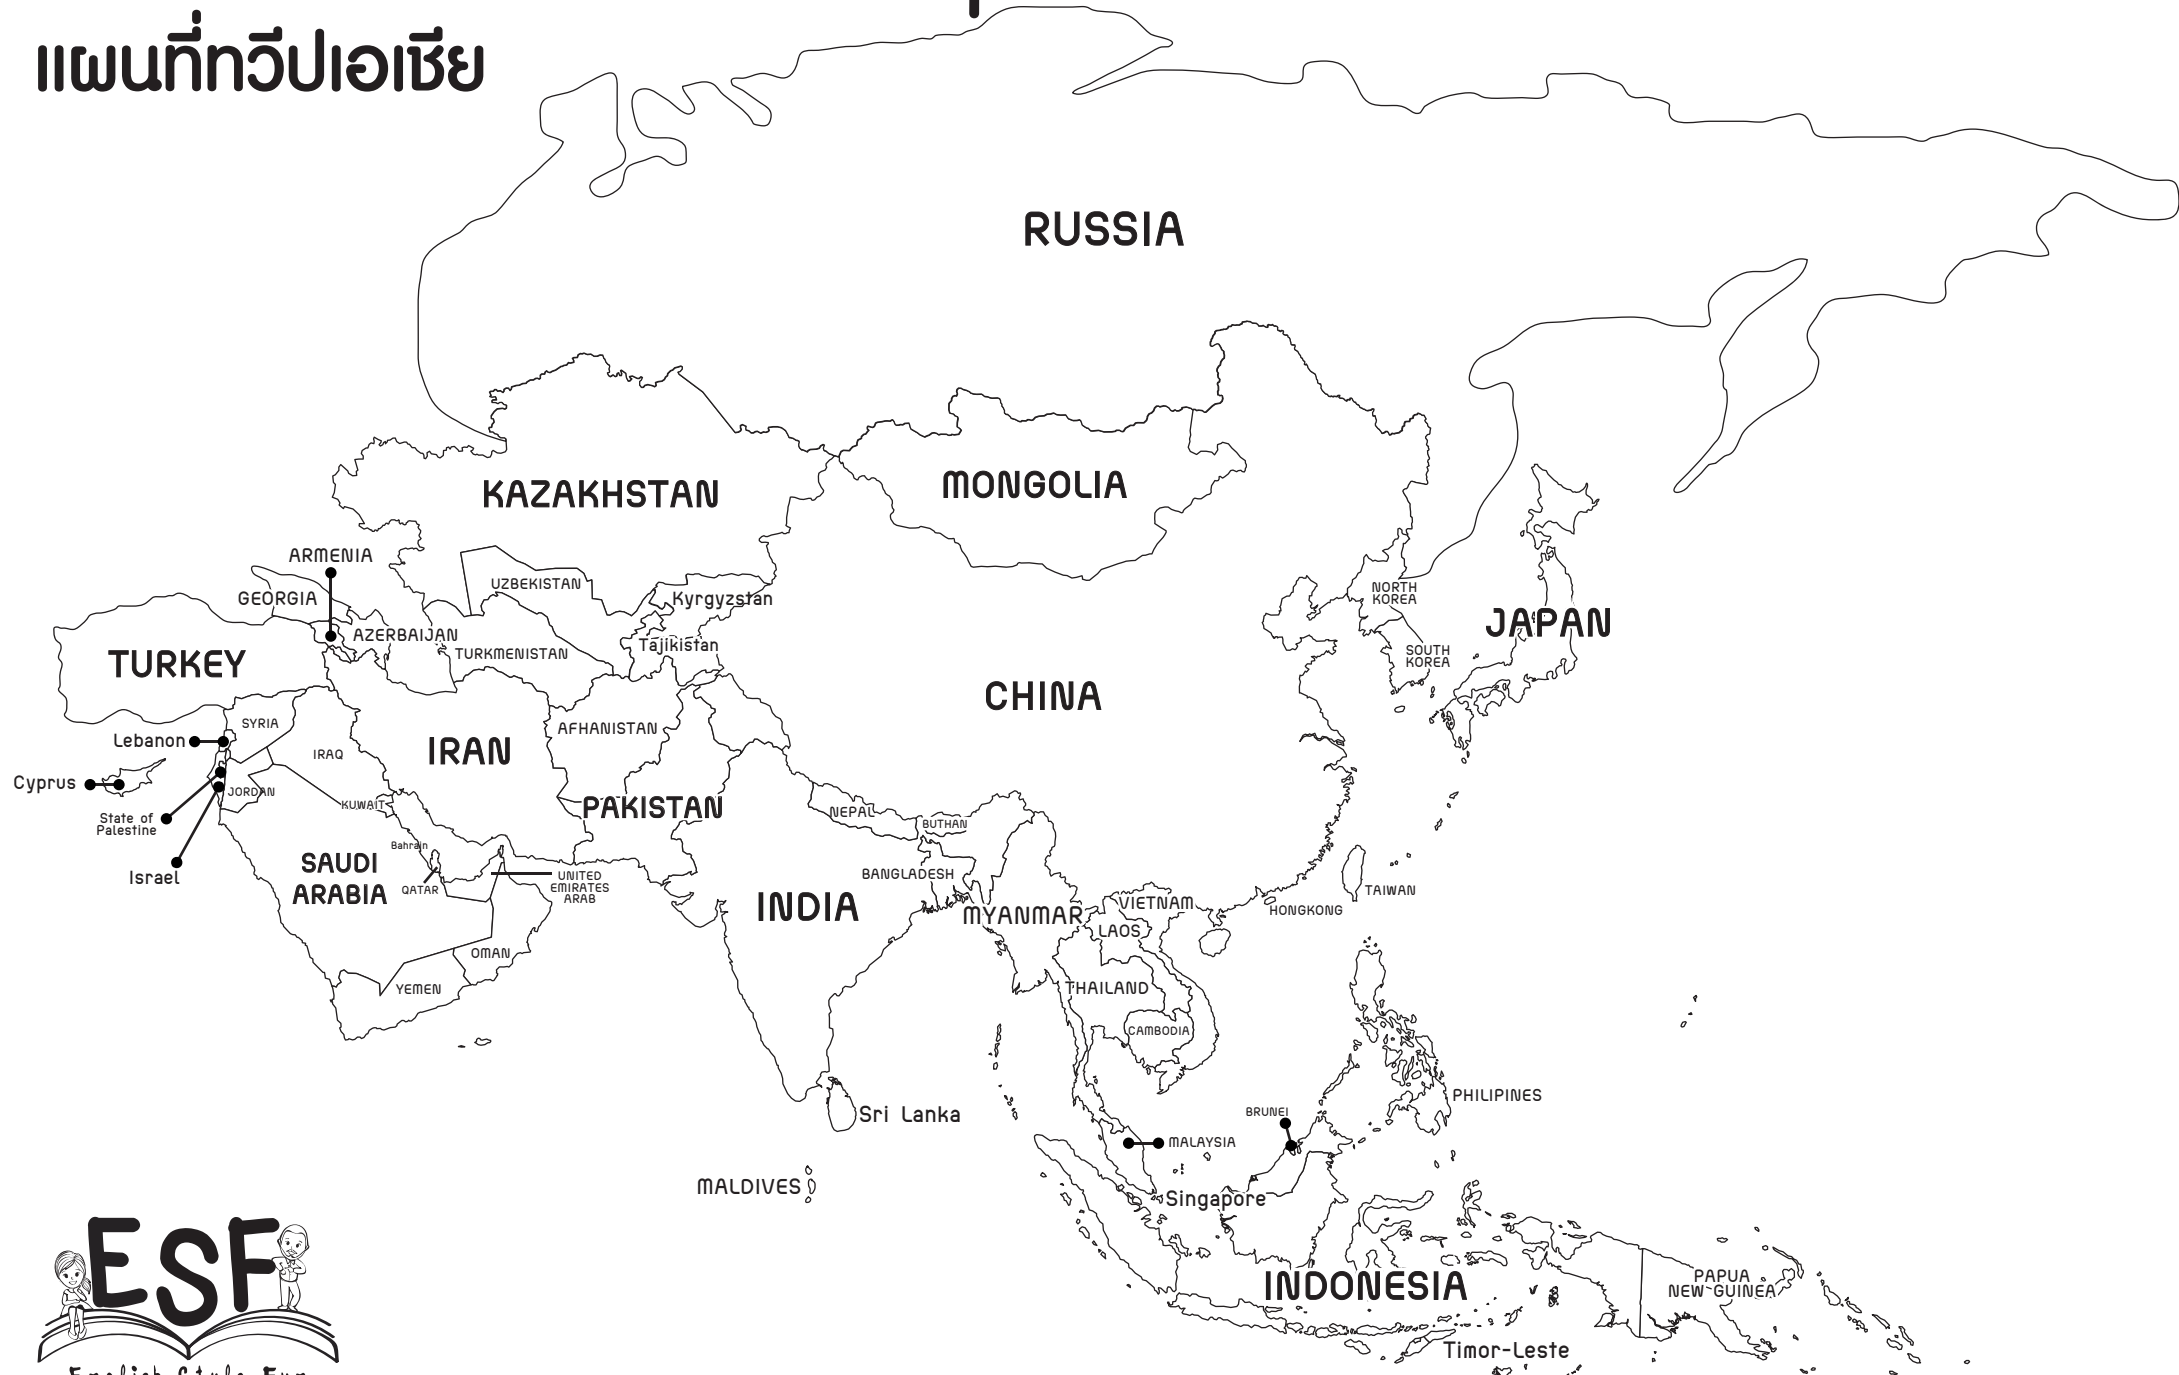 แผนที่ทวีปเอเชีย
RUSSIA
KAZAKHSTAN
MONGOLIA
ARMENIA
UZBEKISTAN
Kyrgyzstan
GEORGIA
NORTH
KOREA
JAPAN
AZERBAIJAN
TURKMENISTAN
Tajikistan
SOUTH
KOREA
TURKEY
CHINA
SYRIA
AFHANISTAN
Lebanon
IRAQ
IRAN
Cyprus
JORDAN
KUWAIT
PAKISTAN
State of
Palestine
NEPAL
BUTHAN
Bahrain
SAUDI
ARABIA
Israel
QATAR
UNITED
EMIRATES
ARAB
BANGLADESH
TAIWAN
INDIA
MYANMAR
VIETNAM
HONGKONG
LAOS
OMAN
YEMEN
THAILAND
CAMBODIA
PHILIPINES
Sri Lanka
BRUNEI
MALAYSIA
MALDIVES
Singapore
ESF
INDONESIA
PAPUA
NEW GUINEA
Timor-Leste
English Style Fun